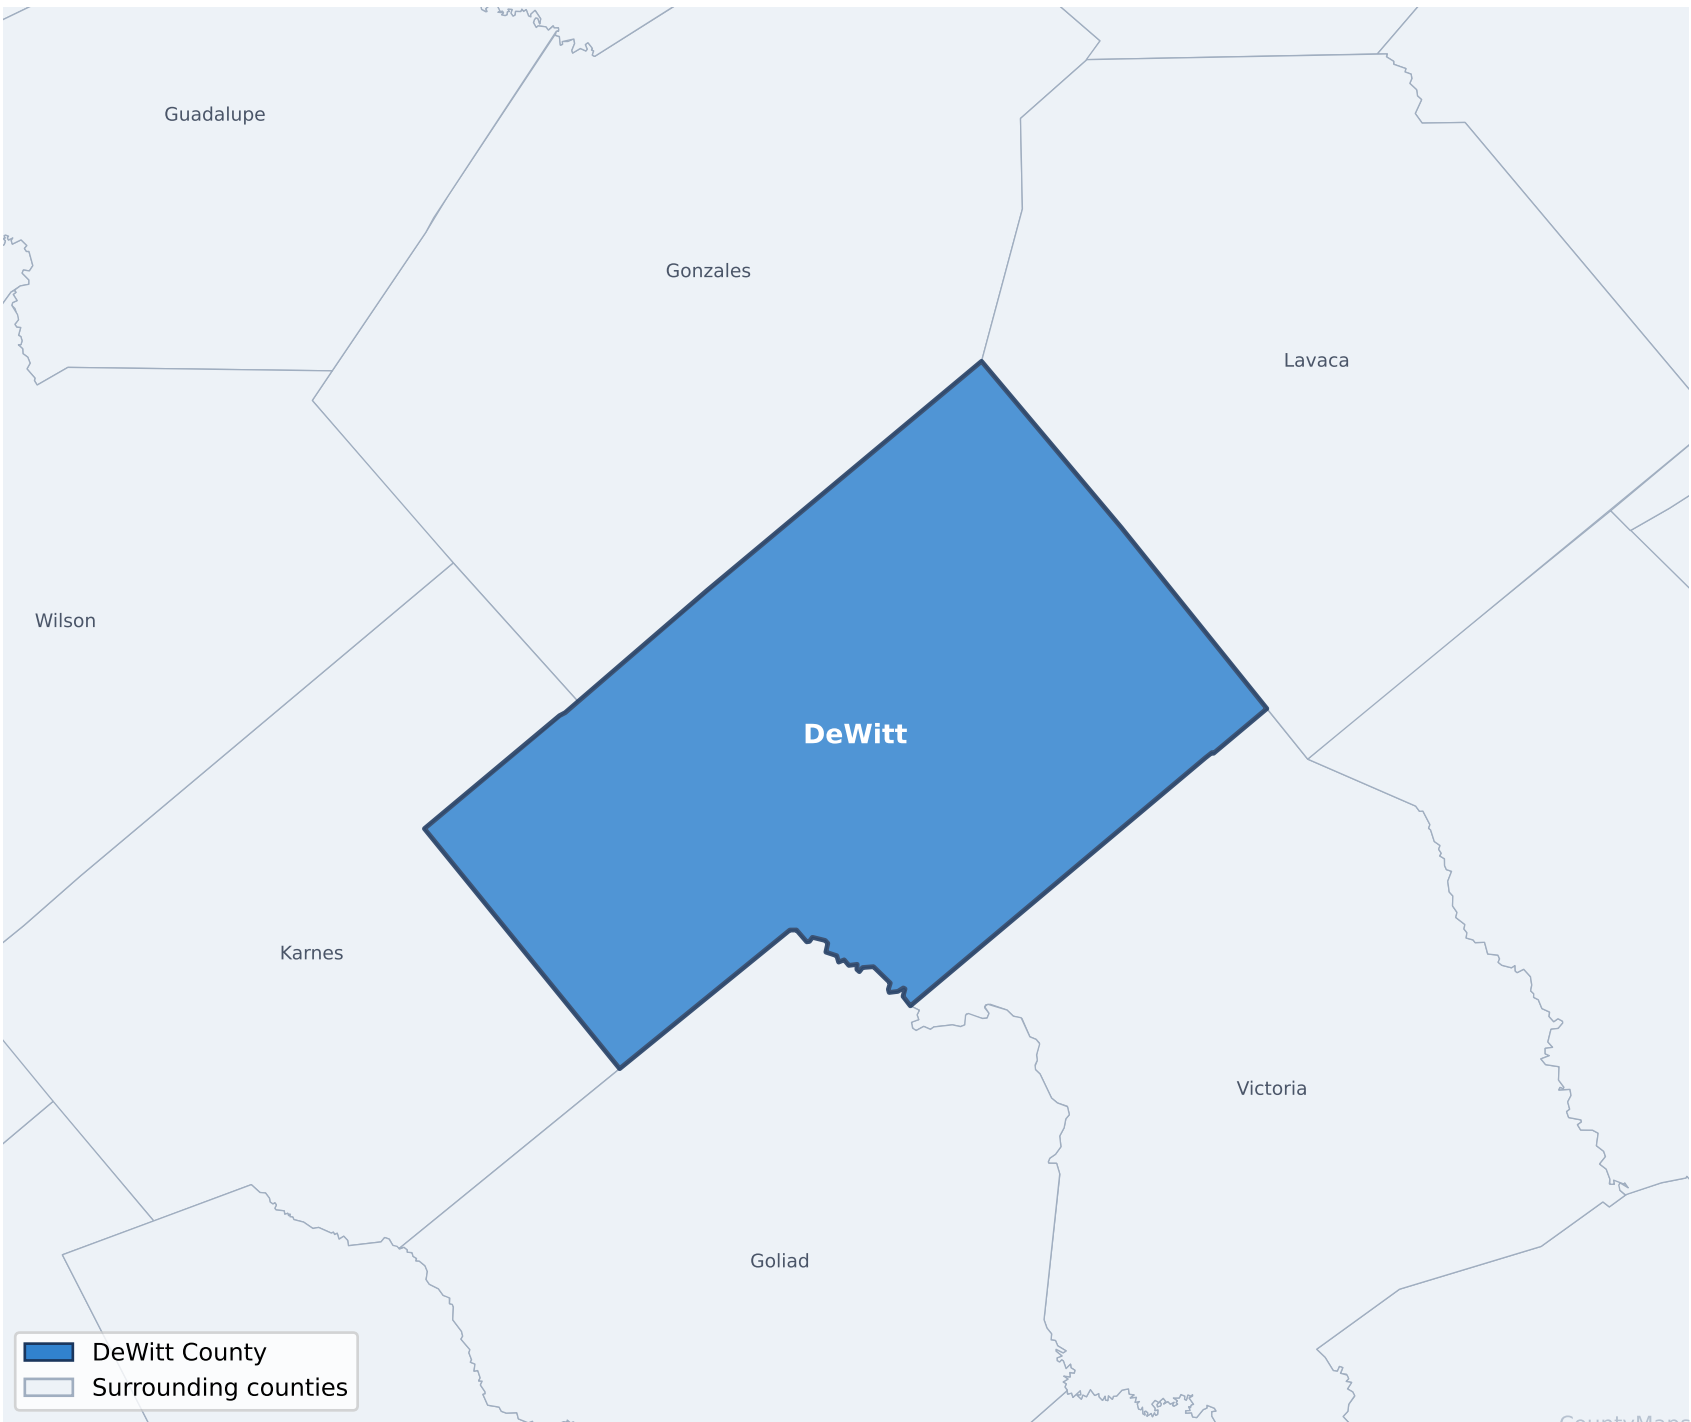 Guadalupe
Gonzales
Lavaca
Wilson
DeWitt
Karnes
Victoria
Goliad
DeWitt County
Surrounding counties